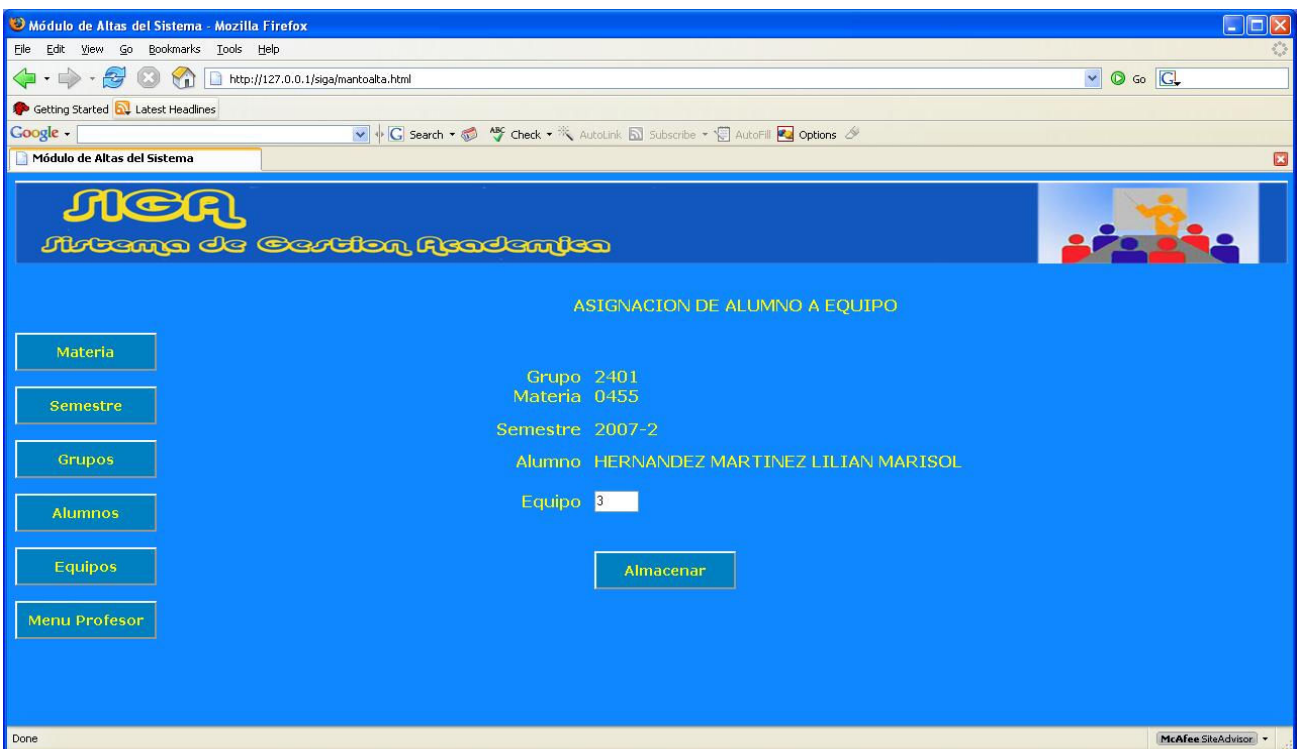 Módulo de Altas del Sistema - Mozilla Firefox
File Edit View Go Bookmarks Tools Help
http://127.0.0.1/siga/mantoalta.html Go G
Getting Started Latest Headlines
Google Search ABC Check AutoLink Subscribe AutoFill Options
Módulo de Altas del Sistema
SIGA
Sistema de Gestion Academica
ASIGNACION DE ALUMNO A EQUIPO
Materia
Semestre
Grupos
Alumnos
Equipos
Menu Profesor
Grupo 2401
Materia 0455
Semestre 2007-2
Alumno HERNANDEZ MARTINEZ LILIAN MARISOL
Equipo 3
Almacenar
Done McAfee SiteAdvisor